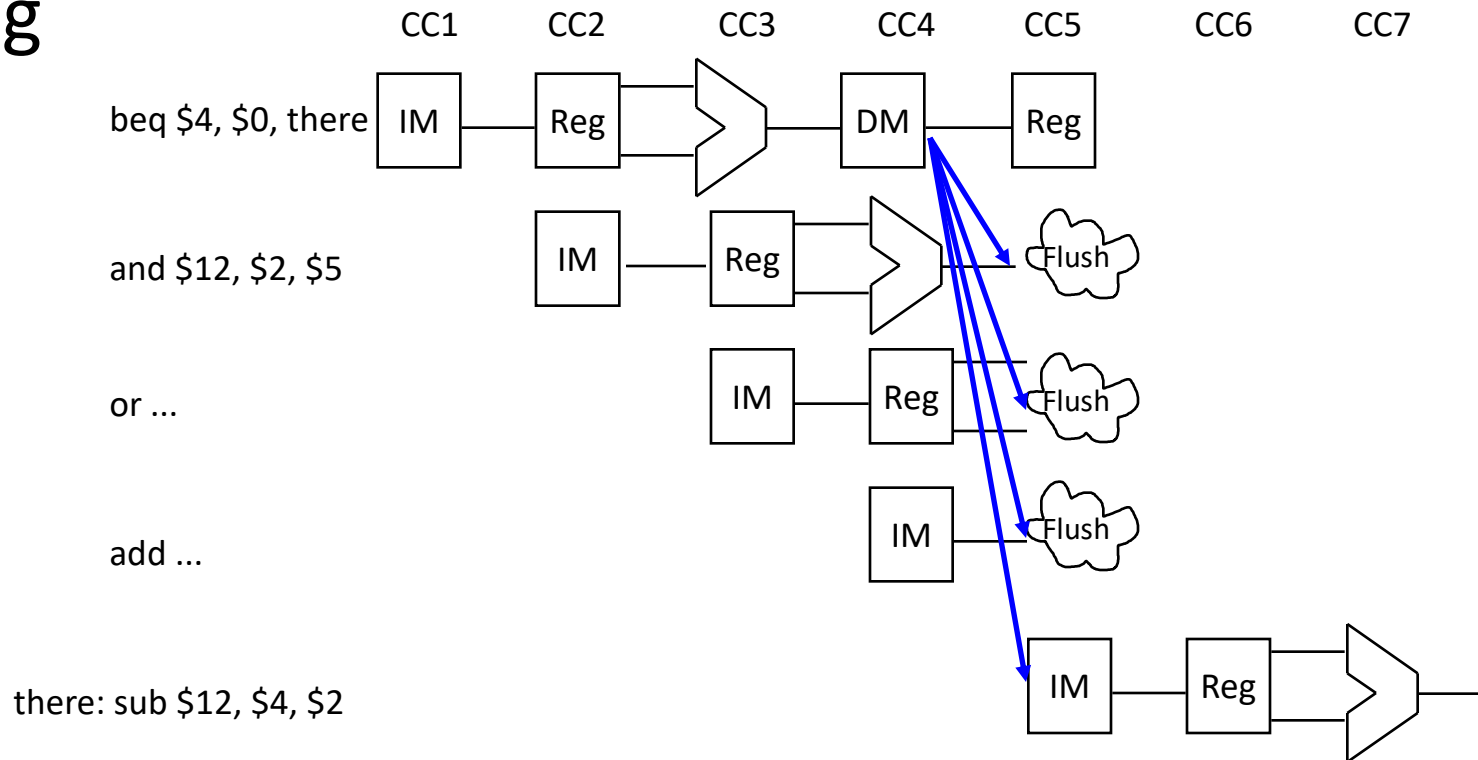 g
CC1 CC2 CC3 CC4 CC5 CC6 CC7
beq $4, $0, there IM Reg DM Reg
and $12, $2, $5 IM Reg Flush
or ... IM Reg Flush
add ... IM Flush
there: sub $12, $4, $2 IM Reg